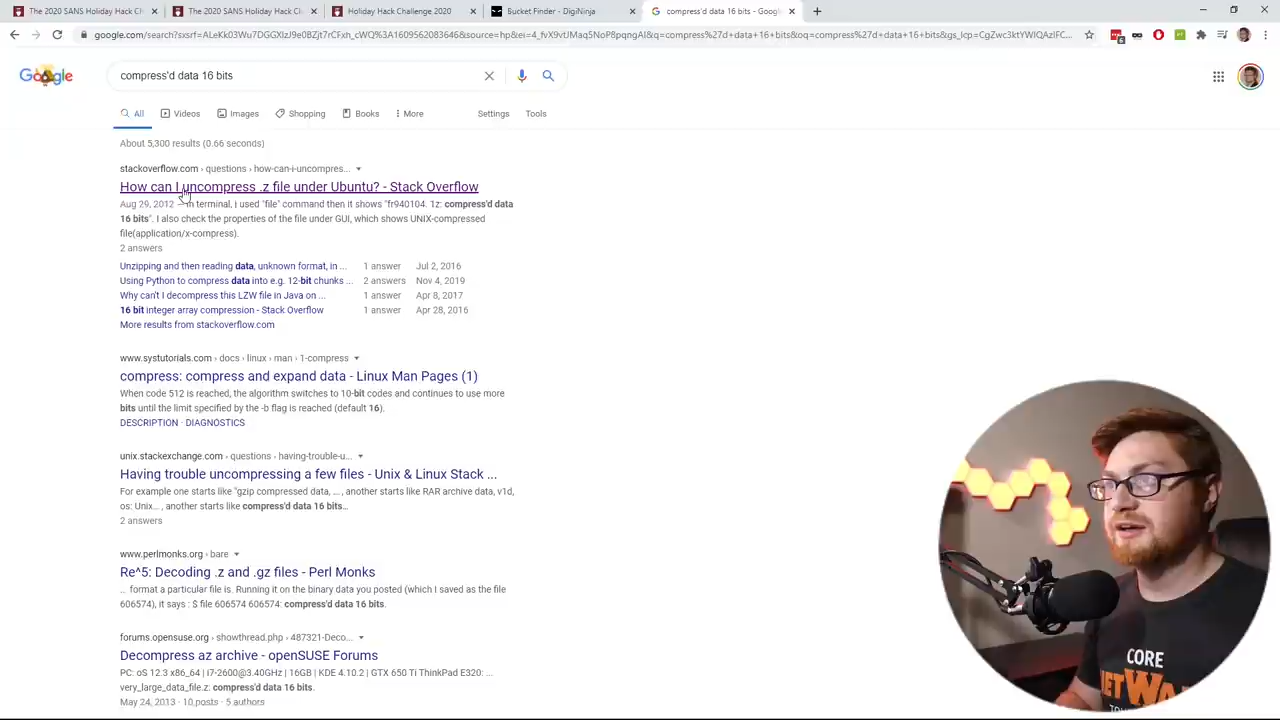 The 2020 SANS Holiday Hack Ch
The 2020 SANS Holiday Hack Ch
Holiday Hack Challenge 2020
Bucket Finder - DigiNinja
compress'd data 16 bits - Google
google.com/search?
Google
compress'd data 16 bits
All
Videos
Images
Shopping
Books
More
Settings
Tools
About 5,300 results (0.66 seconds)
stackoverflow.com › questions › how-can-i-uncompres...
How can I uncompress .z file under Ubuntu? - Stack Overflow
Aug 29, 2012 — In terminal, i used "file" command then it shows "fr940104. 1z: compress'd data
16 bits". I also check the properties of the file under GUI, which shows UNIX-compressed
file(application/x-compress).
2 answers
Unzipping and then reading data, unknown format, in ... 1 answer Jul 2, 2016
Using Python to compress data into e.g. 12-bit chunks ... 2 answers Nov 4, 2019
Why can't I decompress this LZW file in Java on ... 1 answer Apr 8, 2017
16 bit integer array compression - Stack Overflow 1 answer Apr 28, 2016
More results from stackoverflow.com
www.systutorials.com › docs › linux › man › 1-compress
compress: compress and expand data - Linux Man Pages (1)
When code 512 is reached, the algorithm switches to 10-bit codes and continues to use more
bits until the limit specified by the -b flag is reached (default 16).
DESCRIPTION · DIAGNOSTICS
unix.stackexchange.com › questions › having-trouble-u...
Having trouble uncompressing a few files - Unix & Linux Stack ...
For example one starts like "gzip compressed data, ... , another starts like RAR archive data, v1d,
os: Unix... , another starts like compress'd data 16 bits...
2 answers
www.perlmonks.org › bare
Re^5: Decoding .z and .gz files - Perl Monks
... format a particular file is. Running it on the binary data you posted (which I saved as the file
606574), it says : $ file 606574 606574: compress'd data 16 bits.
forums.opensuse.org › showthread.php › 487321-Deco...
Decompress az archive - openSUSE Forums
PC: oS 12.3 x86_64 | i7-2600@3.40GHz | 16GB | KDE 4.10.2 | GTX 650 Ti ThinkPad E320: ...
very_large_data_file.z: compress'd data 16 bits.
May 24, 2013 · 10 posts · 5 authors
CORE